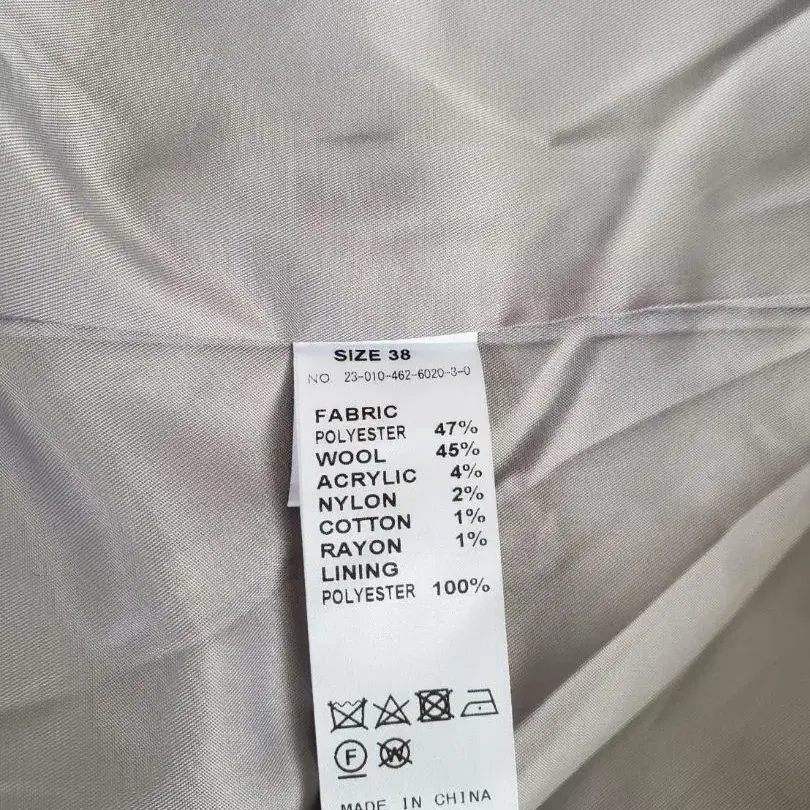 SIZE 38
NO. 23-010-462-6020-3-0
FABRIC
POLYESTER 47%
WOOL 45%
ACRYLIC 4%
NYLON 2%
COTTON 1%
RAYON 1%
LINING
POLYESTER 100%
F W
MADE IN CHINA